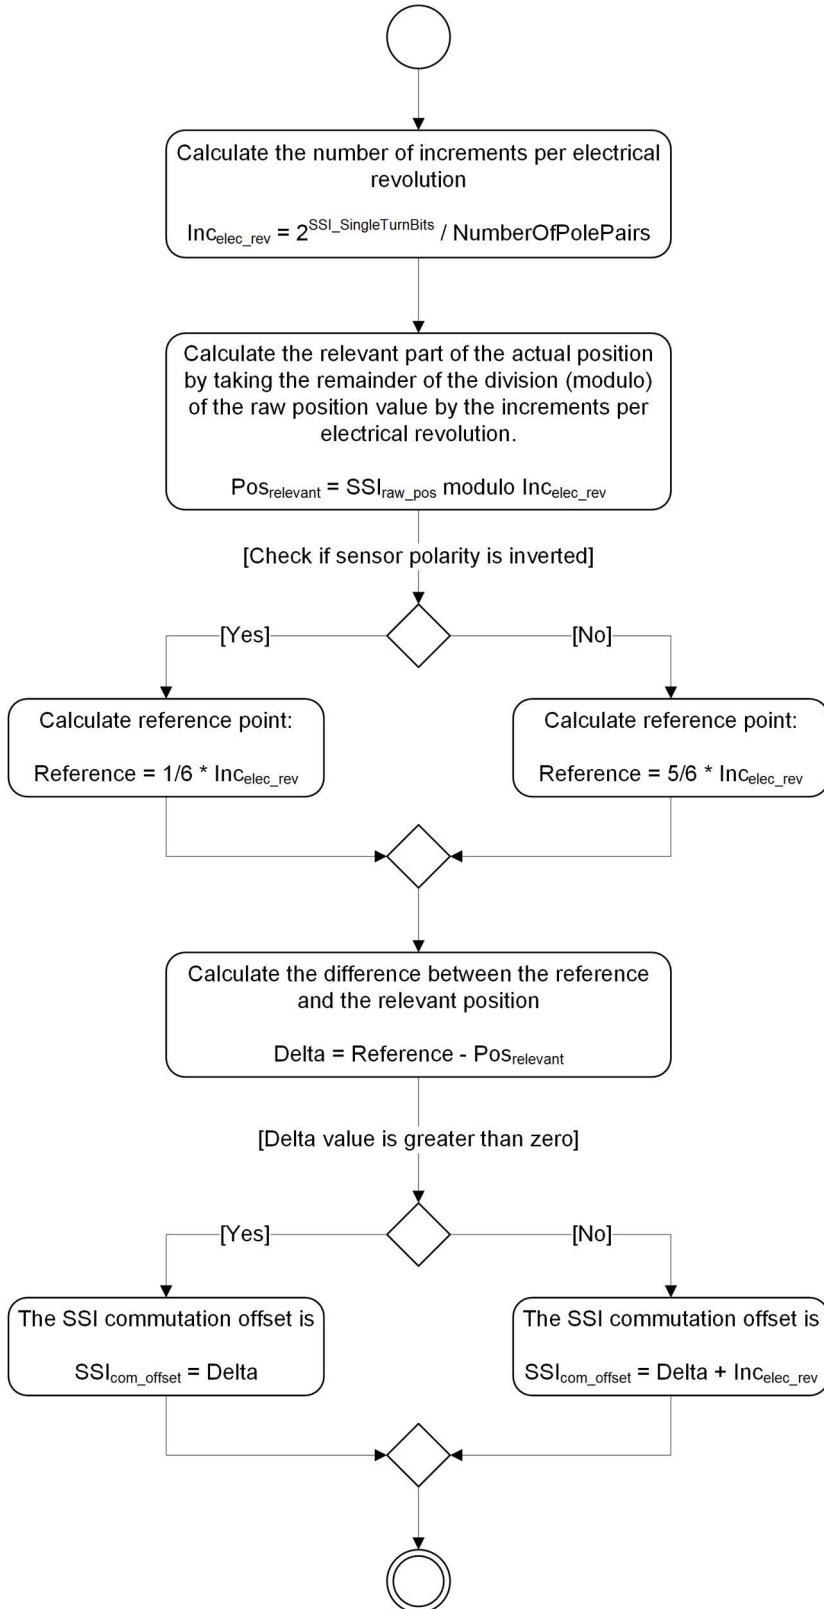 Calculate the number of increments per electrical
revolution
Inc_elec_rev = 2^SSI_SingleTurnBits / NumberOfPolePairs
Calculate the relevant part of the actual position
by taking the remainder of the division (modulo)
of the raw position value by the increments per
electrical revolution.
Pos_relevant = SSI_raw_pos modulo Inc_elec_rev
[Check if sensor polarity is inverted]
[Yes]
[No]
Calculate reference point:
Reference = 1/6 * Inc_elec_rev
Calculate reference point:
Reference = 5/6 * Inc_elec_rev
Calculate the difference between the reference
and the relevant position
Delta = Reference - Pos_relevant
[Delta value is greater than zero]
[Yes]
[No]
The SSI commutation offset is
SSI_com_offset = Delta
The SSI commutation offset is
SSI_com_offset = Delta + Inc_elec_rev